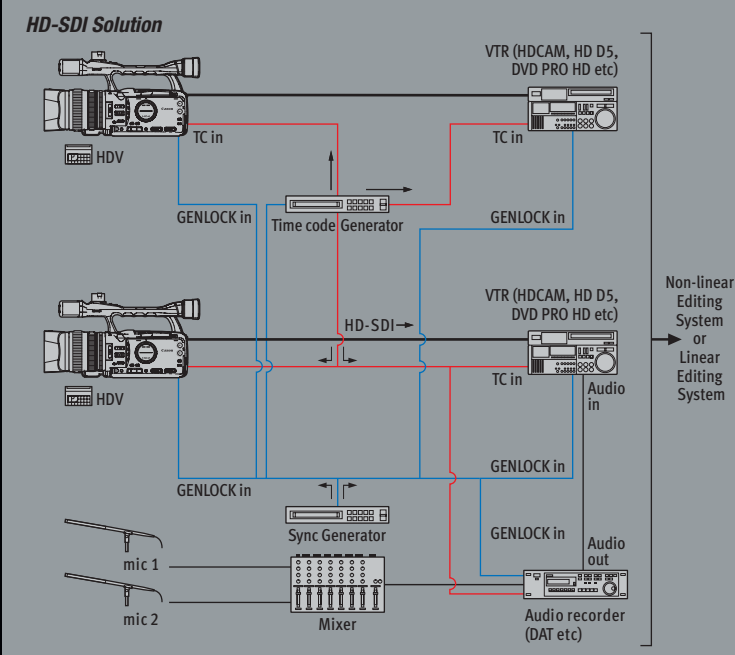 HD-SDI Solution
VTR (HDCAM, HD D5,
DVD PRO HD etc)
Canon
HDV
TC in
TC in
GENLOCK in
Time code Generator
GENLOCK in
VTR (HDCAM, HD D5,
DVD PRO HD etc)
HD-SDI
Canon
HDV
TC in
Audio
in
Non-linear
Editing
System
or
Linear
Editing
System
GENLOCK in
GENLOCK in
Sync Generator
GENLOCK in
Audio
out
mic 1
mic 2
Mixer
Audio recorder
(DAT etc)